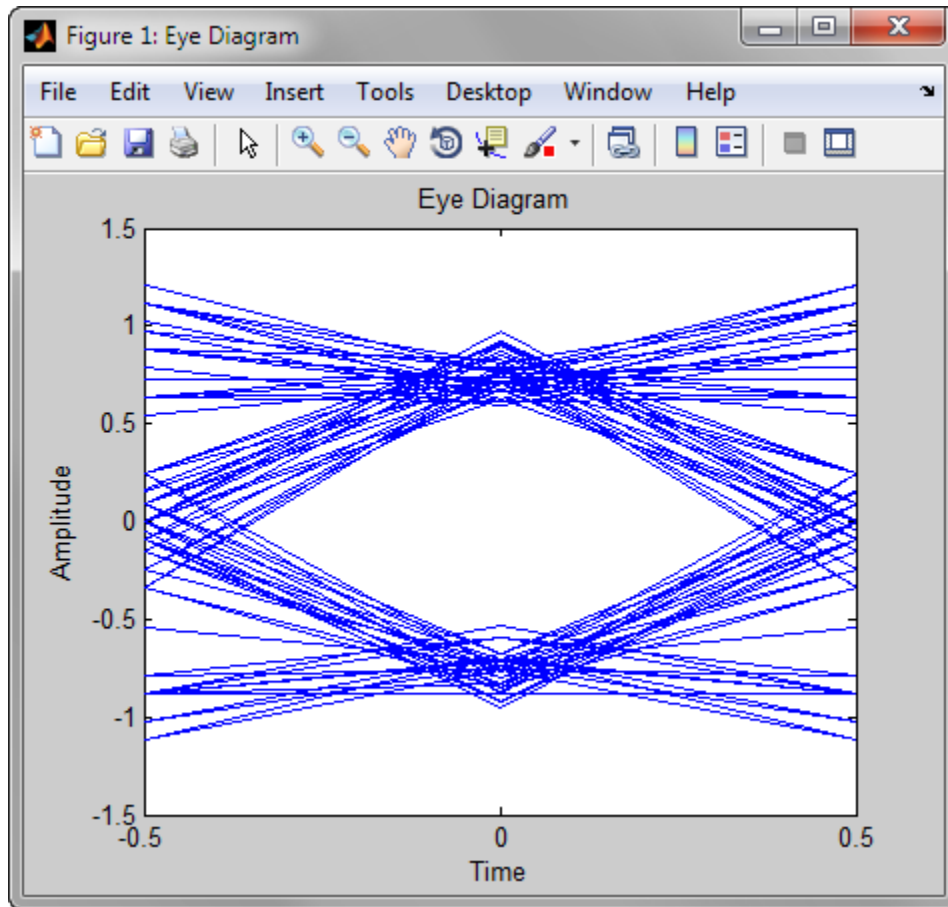 Figure 1: Eye Diagram
File Edit View Insert Tools Desktop Window Help
Eye Diagram
1.5
1
0.5
0
-0.5
-1
-1.5
Amplitude
-0.5 0 0.5
Time